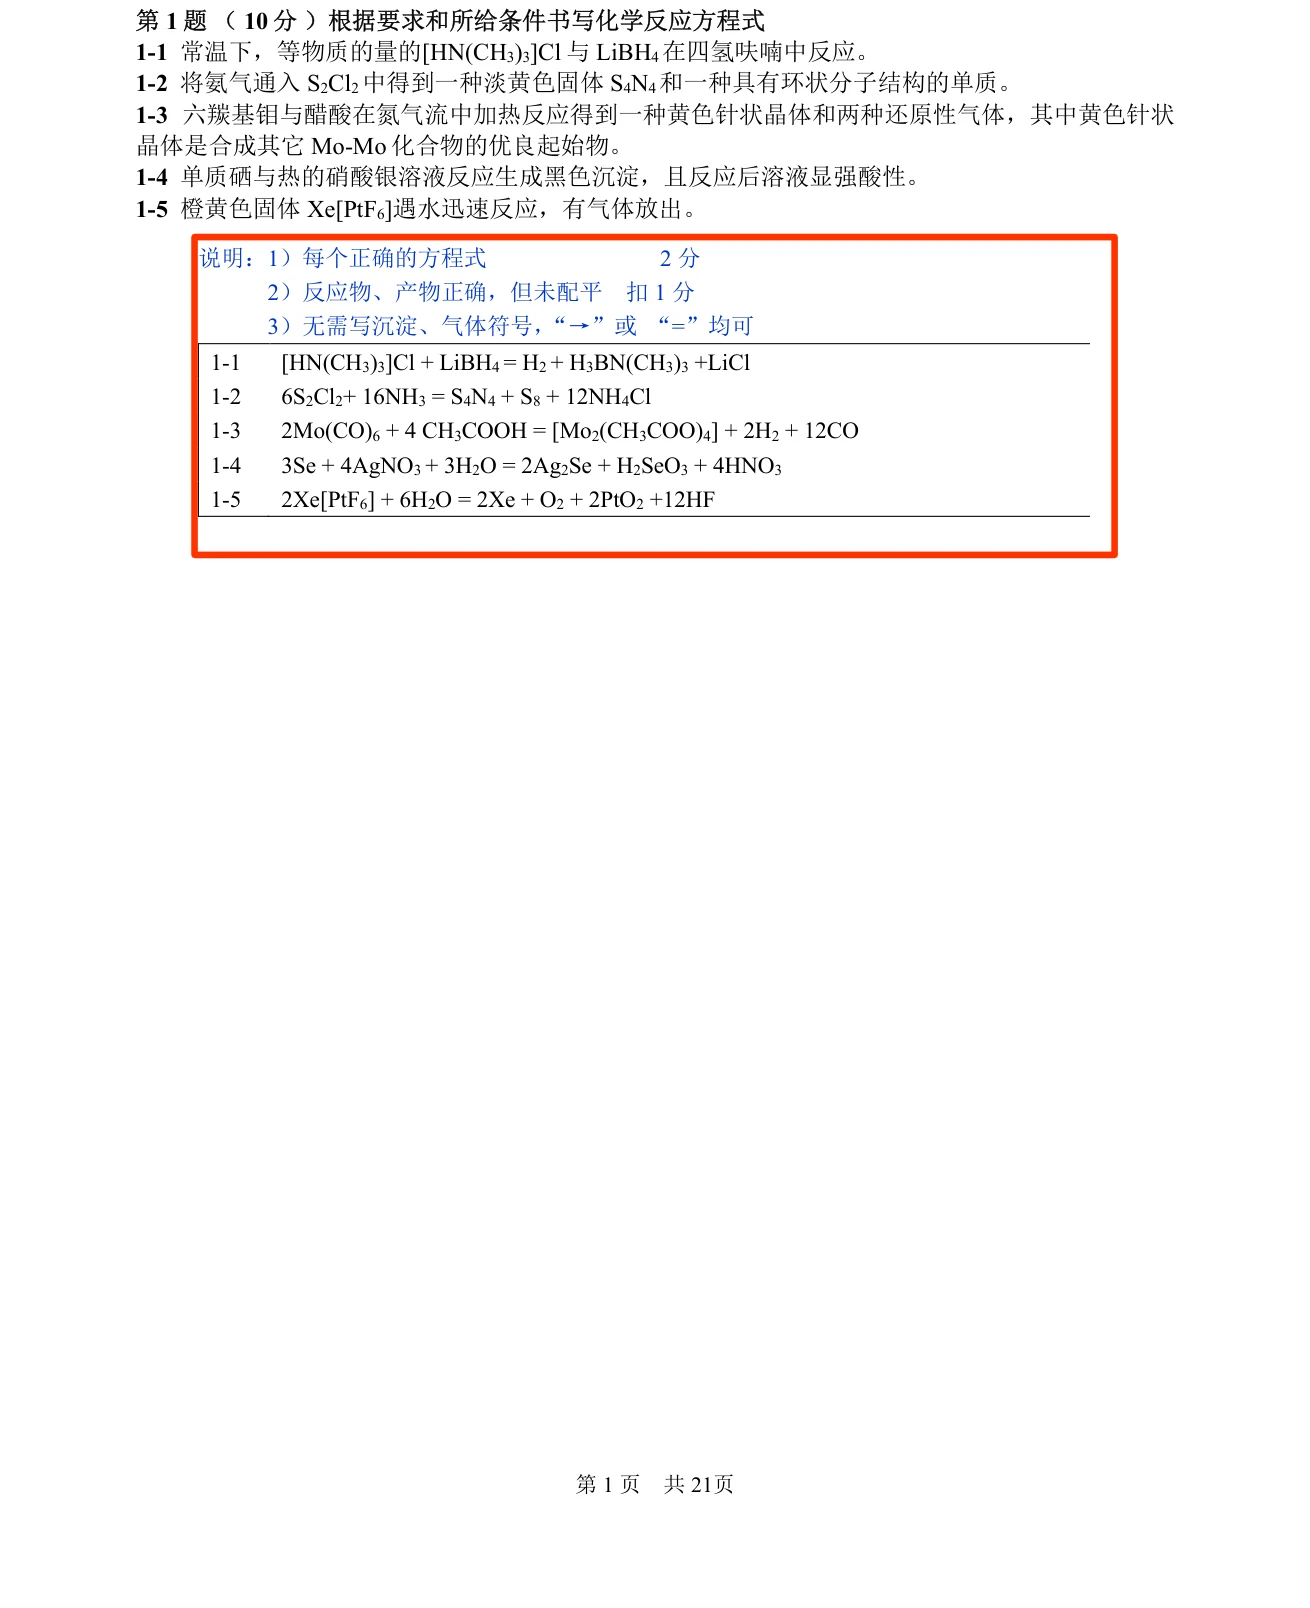 第 1 题 （ 10 分 ）根据要求和所给条件书写化学反应方程式
1-1 常温下，等物质的量的[HN(CH₃)₃]Cl 与 LiBH₄ 在四氢呋喃中反应。
1-2 将氨气通入 S₂Cl₂ 中得到一种淡黄色固体 S₄N₄ 和一种具有环状分子结构的单质。
1-3 六羰基钼与醋酸在氮气流中加热反应得到一种黄色针状晶体和两种还原性气体，其中黄色针状
晶体是合成其它 Mo-Mo 化合物的优良起始物。
1-4 单质硒与热的硝酸银溶液反应生成黑色沉淀，且反应后溶液显强酸性。
1-5 橙黄色固体 Xe[PtF₆]遇水迅速反应，有气体放出。
说明：1）每个正确的方程式 2 分
2）反应物、产物正确，但未配平 扣 1 分
3）无需写沉淀、气体符号，“→”或 “=”均可
1-1 [HN(CH₃)₃]Cl + LiBH₄ = H₂ + H₃BN(CH₃)₃ +LiCl
1-2 6S₂Cl₂+ 16NH₃ = S₄N₄ + S₈ + 12NH₄Cl
1-3 2Mo(CO)₆ + 4 CH₃COOH = [Mo₂(CH₃COO)₄] + 2H₂ + 12CO
1-4 3Se + 4AgNO₃ + 3H₂O = 2Ag₂Se + H₂SeO₃ + 4HNO₃
1-5 2Xe[PtF₆] + 6H₂O = 2Xe + O₂ + 2PtO₂ +12HF
第 1 页 共 21页